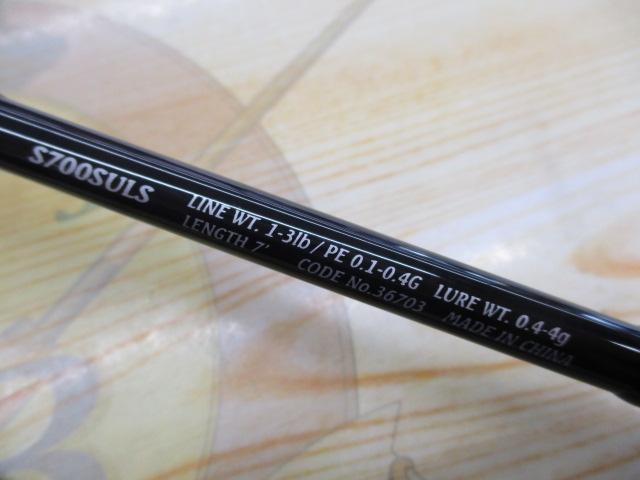 S700SULS LINE WT. 1-3lb / PE 0.1-0.4G LURE WT. 0.4-4g
LENGTH 7' CODE No.36703 MADE IN CHINA